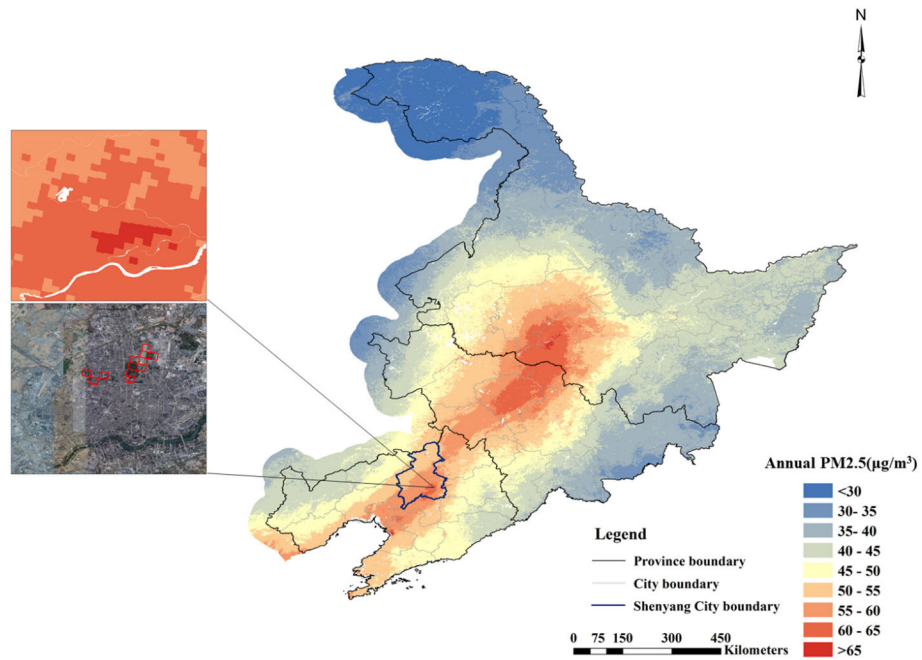 N
Annual PM2.5(μg/m³)
<30
30- 35
35- 40
40 - 45
45 - 50
50 - 55
55 - 60
60 - 65
>65
Legend
Province boundary
City boundary
Shenyang City boundary
0 75 150 300 450
Kilometers